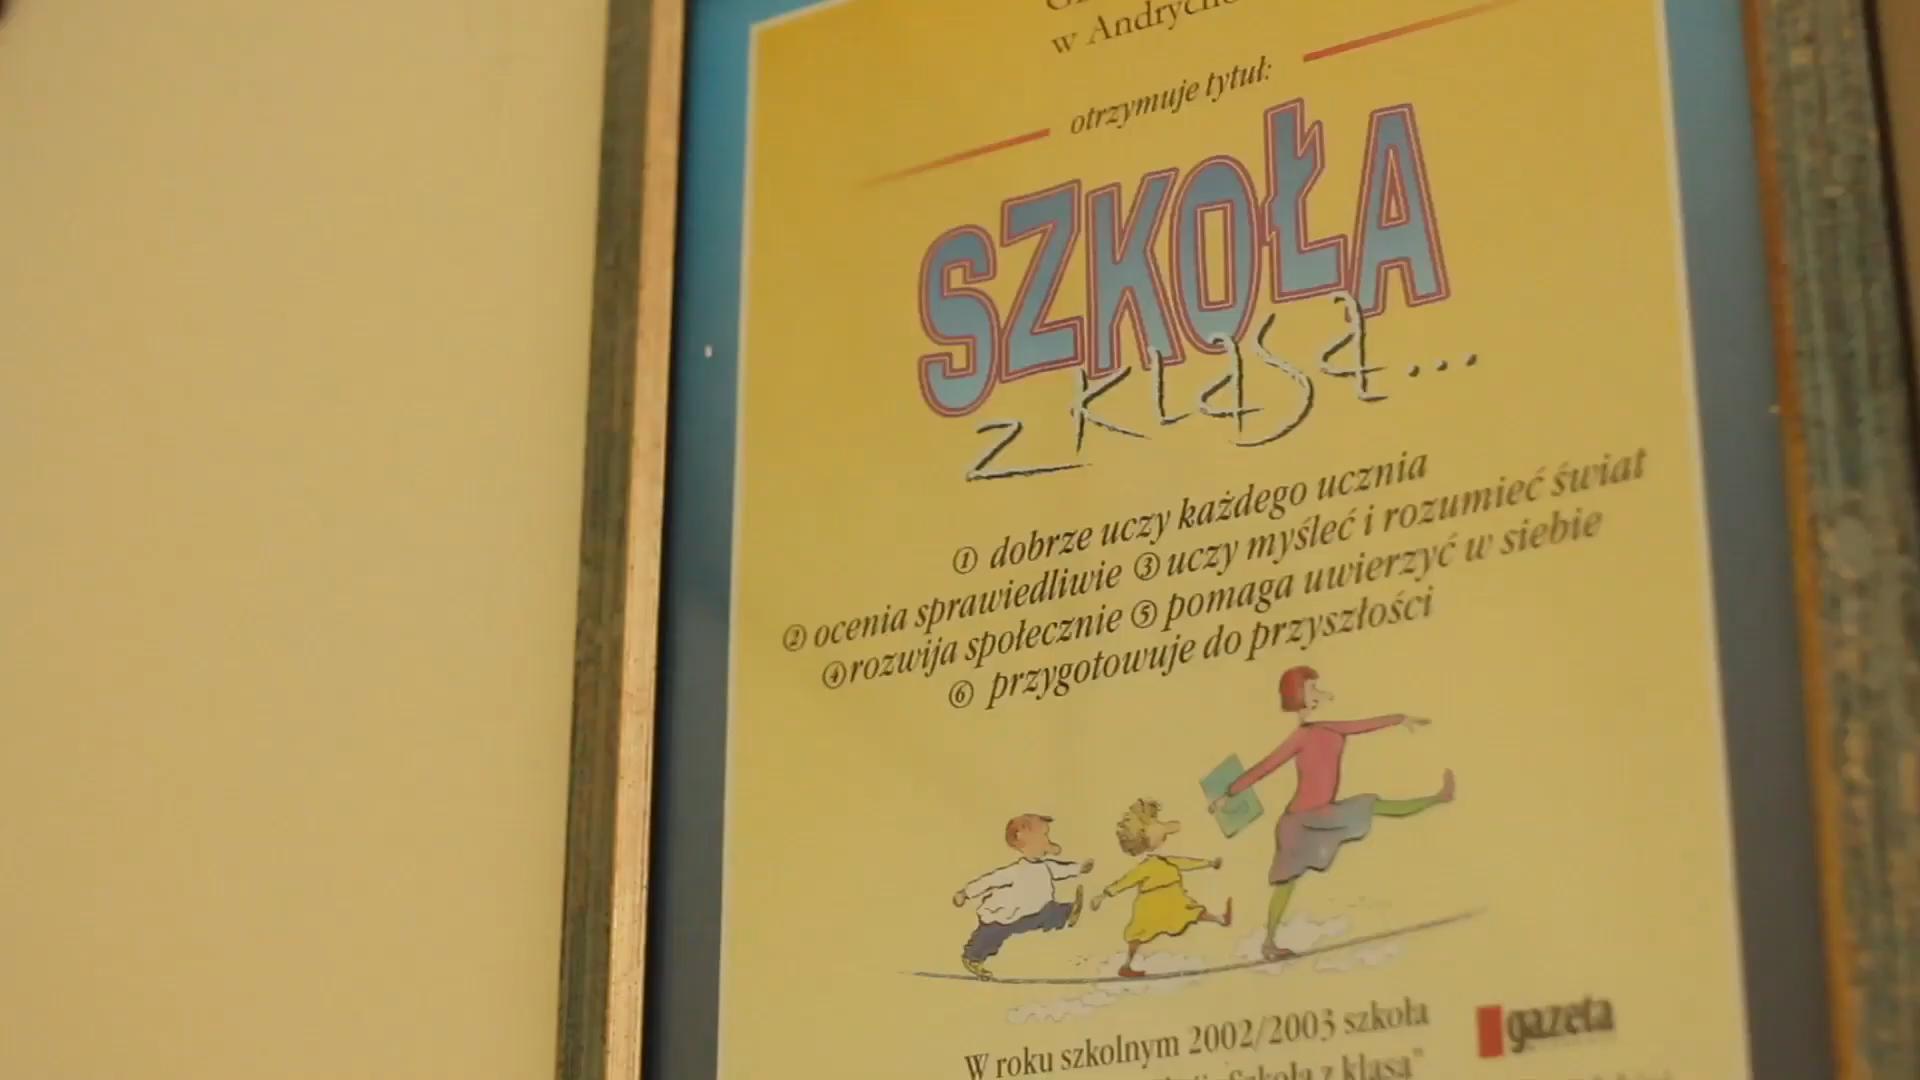 w Andrycho
otrzymuje tytuł:
SZKOŁA
z klasą...
① dobrze uczy każdego ucznia
② ocenia sprawiedliwie ③ uczy myśleć i rozumieć świat
④ rozwija społecznie ⑤ pomaga uwierzyć w siebie
⑥ przygotowuje do przyszłości
W roku szkolnym 2002/2003 szkoła
Szkoła z klasą"
gazeta